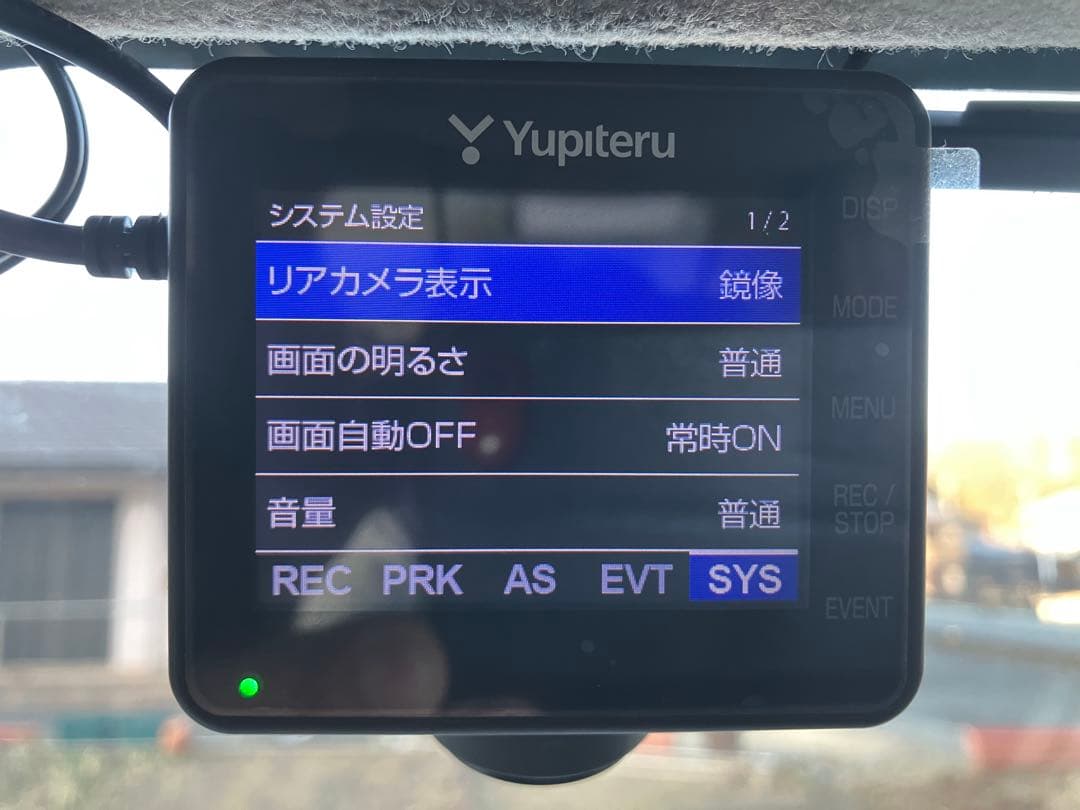 Yupiteru
システム設定 1/2
リアカメラ表示 鏡像
画面の明るさ 普通
画面自動OFF 常時ON
音量 普通
REC PRK AS EVT SYS
DISP
MODE
MENU
REC /
STOP
EVENT